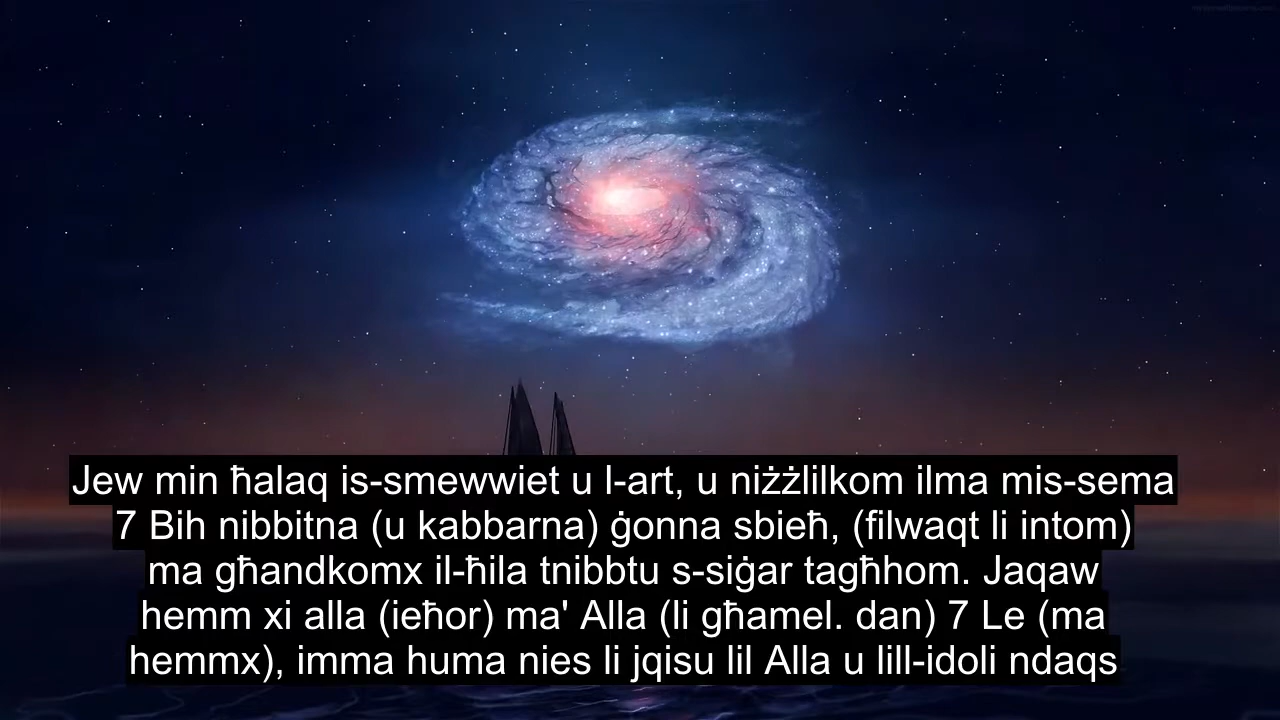 Jew min ħalaq is-smewwiet u l-art, u niżżlilkom ilma mis-sema
7 Bih nibbitna (u kabbarna) ġonna sbieħ, (filwaqt li intom)
ma għandkomx il-ħila tnibbtu s-siġar tagħhom. Jaqaw
hemm xi alla (ieħor) ma' Alla (li għamel. dan) 7 Le (ma
hemmx), imma huma nies li jqisu lil Alla u lill-idoli ndaqs